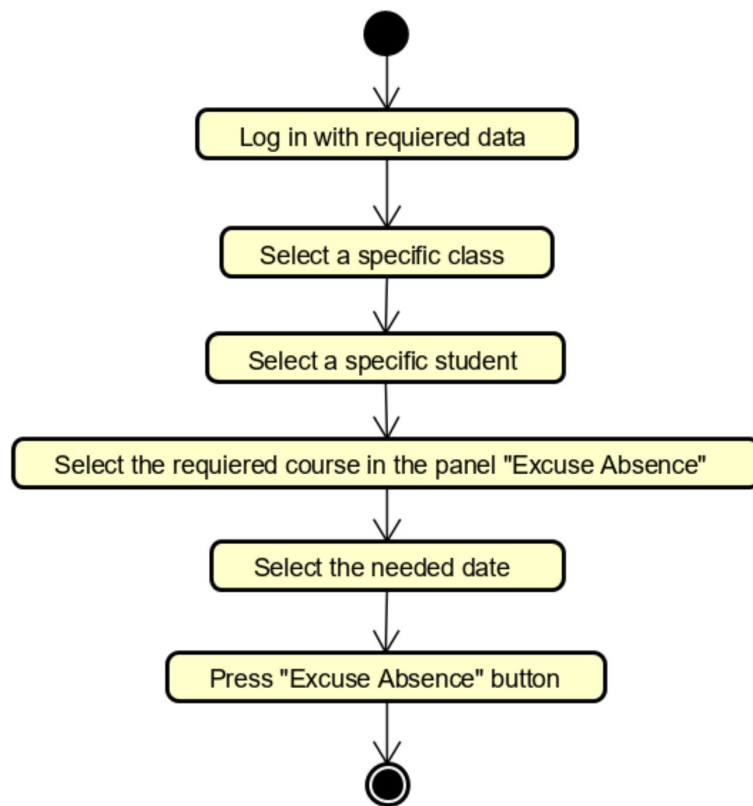 Log in with requiered data
Select a specific class
Select a specific student
Select the requiered course in the panel "Excuse Absence"
Select the needed date
Press "Excuse Absence" button